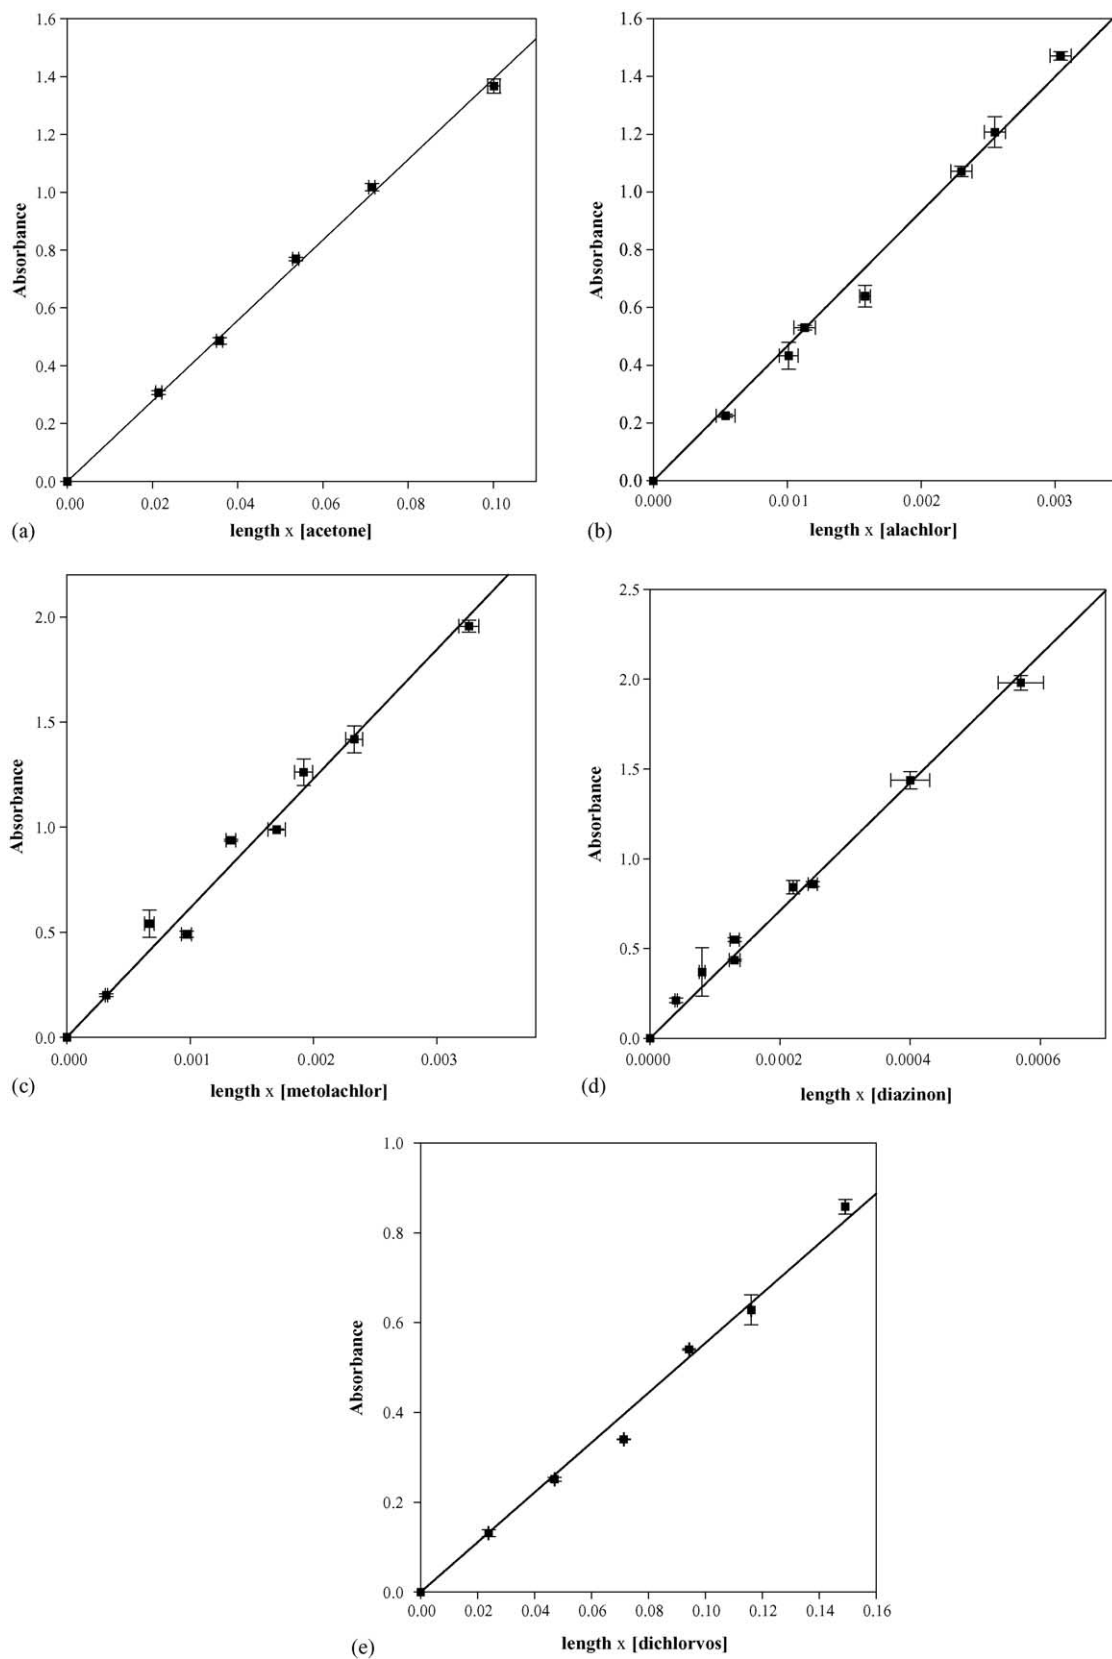 1.6
1.4
1.2
1.0
0.8
0.6
0.4
0.2
0.0
Absorbance
0.00 0.02 0.04 0.06 0.08 0.10
length x [acetone]
(a)
1.6
1.4
1.2
1.0
0.8
0.6
0.4
0.2
0.0
Absorbance
0.000 0.001 0.002 0.003
length x [alachlor]
(b)
2.0
1.5
1.0
0.5
0.0
Absorbance
0.000 0.001 0.002 0.003
length x [metolachlor]
(c)
2.5
2.0
1.5
1.0
0.5
0.0
Absorbance
0.0000 0.0002 0.0004 0.0006
length x [diazinon]
(d)
1.0
0.8
0.6
0.4
0.2
0.0
Absorbance
0.00 0.02 0.04 0.06 0.08 0.10 0.12 0.14 0.16
length x [dichlorvos]
(e)